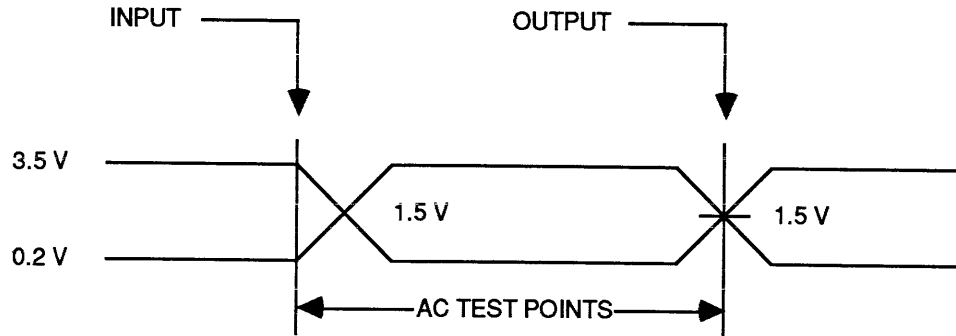 INPUT
OUTPUT
3.5 V
1.5 V
1.5 V
0.2 V
AC TEST POINTS